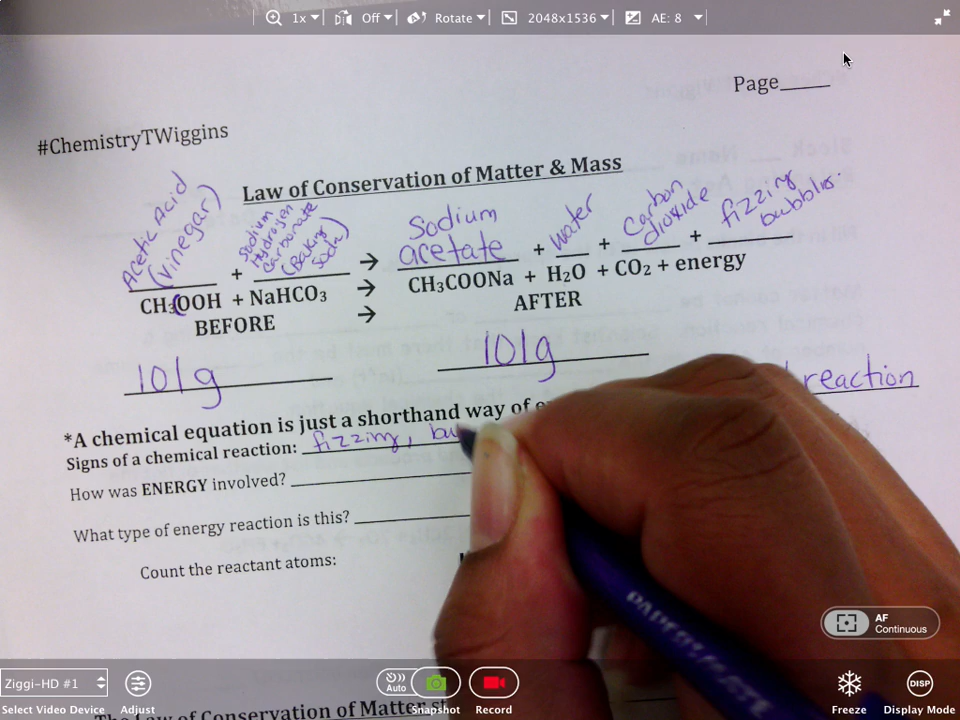 1x Off Rotate 2048x1536 AE: 8
Page____
#ChemistryTWiggins
Law of Conservation of Matter & Mass
Acetic Acid (vinegar) + Sodium Hydrogen Carbonate (Baking Soda) → Sodium acetate + water + Carbon dioxide + fizzing bubbles.
CH3COOH + NaHCO3 → CH3COONa + H2O + CO2 + energy
BEFORE → AFTER
101g 101g
*A chemical equation is just a shorthand way of reaction
Signs of a chemical reaction: fizzing, bu
How was ENERGY involved?
What type of energy reaction is this?
Count the reactant atoms:
AF
Continuous
Ziggi-HD #1 Auto
Select Video Device Adjust Snapshot Record Freeze DISP Display Mode
The Law of Conservation of Matter st